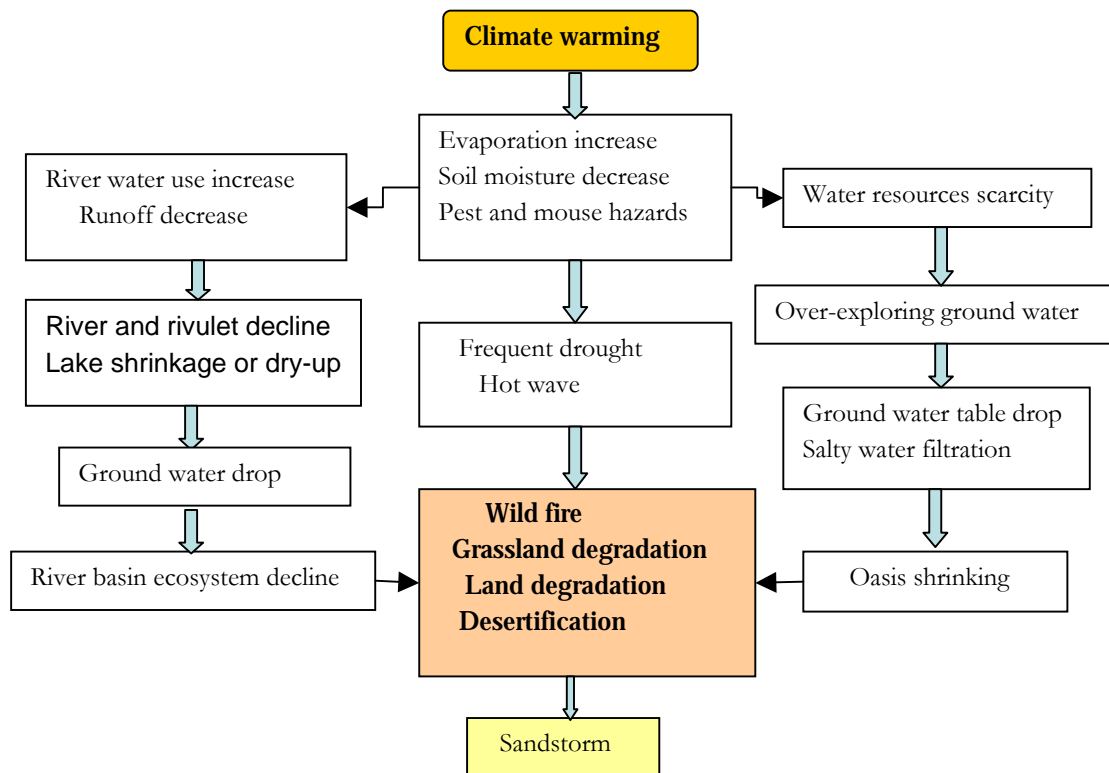 Climate warming
Evaporation increase
Soil moisture decrease
Pest and mouse hazards
River water use increase
Runoff decrease
Water resources scarcity
River and rivulet decline
Lake shrinkage or dry-up
Frequent drought
Hot wave
Over-exploring ground water
Ground water drop
Ground water table drop
Salty water filtration
River basin ecosystem decline
Wild fire
Grassland degradation
Land degradation
Desertification
Oasis shrinking
Sandstorm